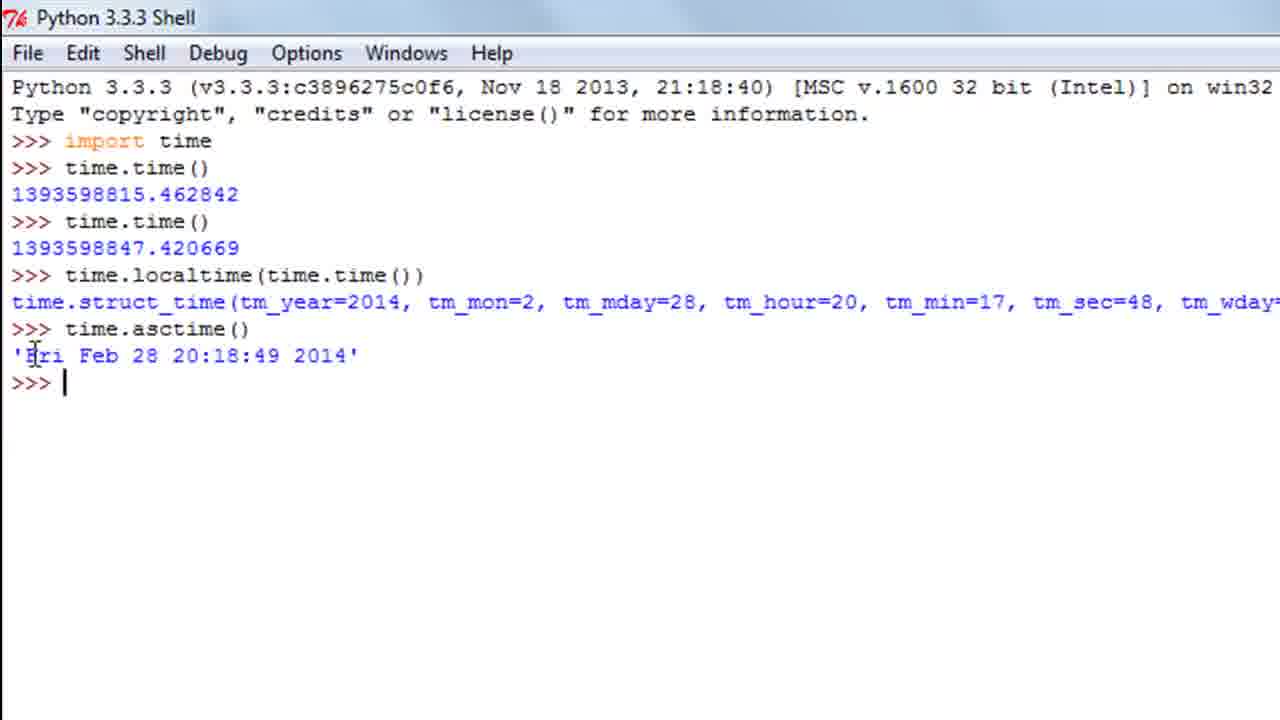 Python 3.3.3 Shell
File Edit Shell Debug Options Windows Help
Python 3.3.3 (v3.3.3:c3896275c0f6, Nov 18 2013, 21:18:40) [MSC v.1600 32 bit (Intel)] on win32
Type "copyright", "credits" or "license()" for more information.
>>> import time
>>> time.time()
1393598815.462842
>>> time.time()
1393598847.420669
>>> time.localtime(time.time())
time.struct_time(tm_year=2014, tm_mon=2, tm_mday=28, tm_hour=20, tm_min=17, tm_sec=48, tm_wday=
>>> time.asctime()
'Fri Feb 28 20:18:49 2014'
>>>